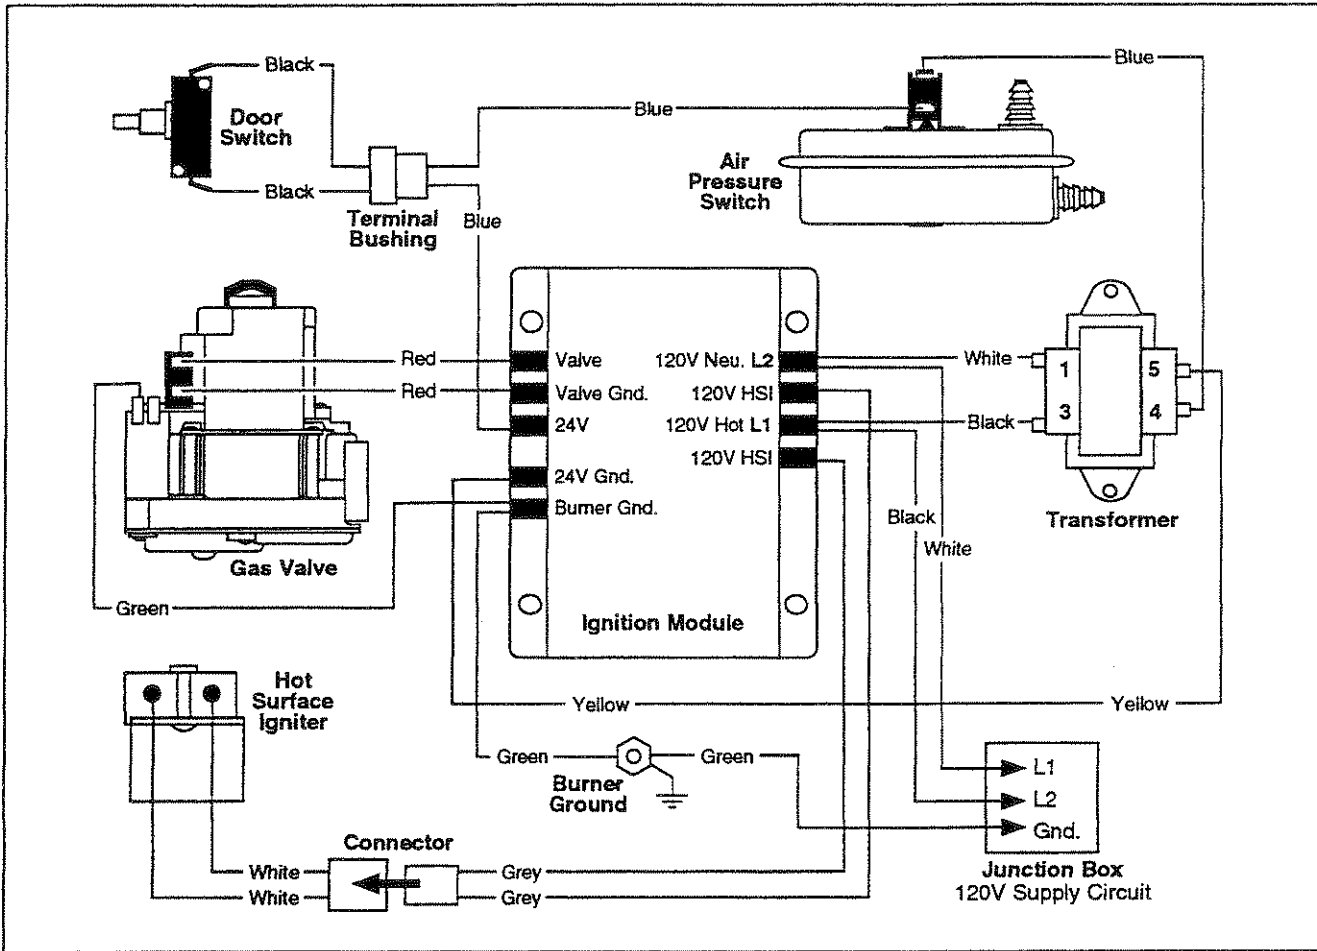 Black
Door
Switch
Black
Terminal
Bushing
Blue
Blue
Blue
Air
Pressure
Switch
Red
Red
Green
Gas Valve
Valve
Valve Gnd.
24V
24V Gnd.
Burner Gnd.
120V Neu. L2
120V HSI
120V Hot L1
120V HSI
Ignition Module
White
Black
1
3
5
4
Transformer
Black
White
Hot
Surface
Igniter
Yellow
Yellow
Green
Green
Burner
Ground
L1
L2
Gnd.
Junction Box
120V Supply Circuit
Connector
White
White
Grey
Grey